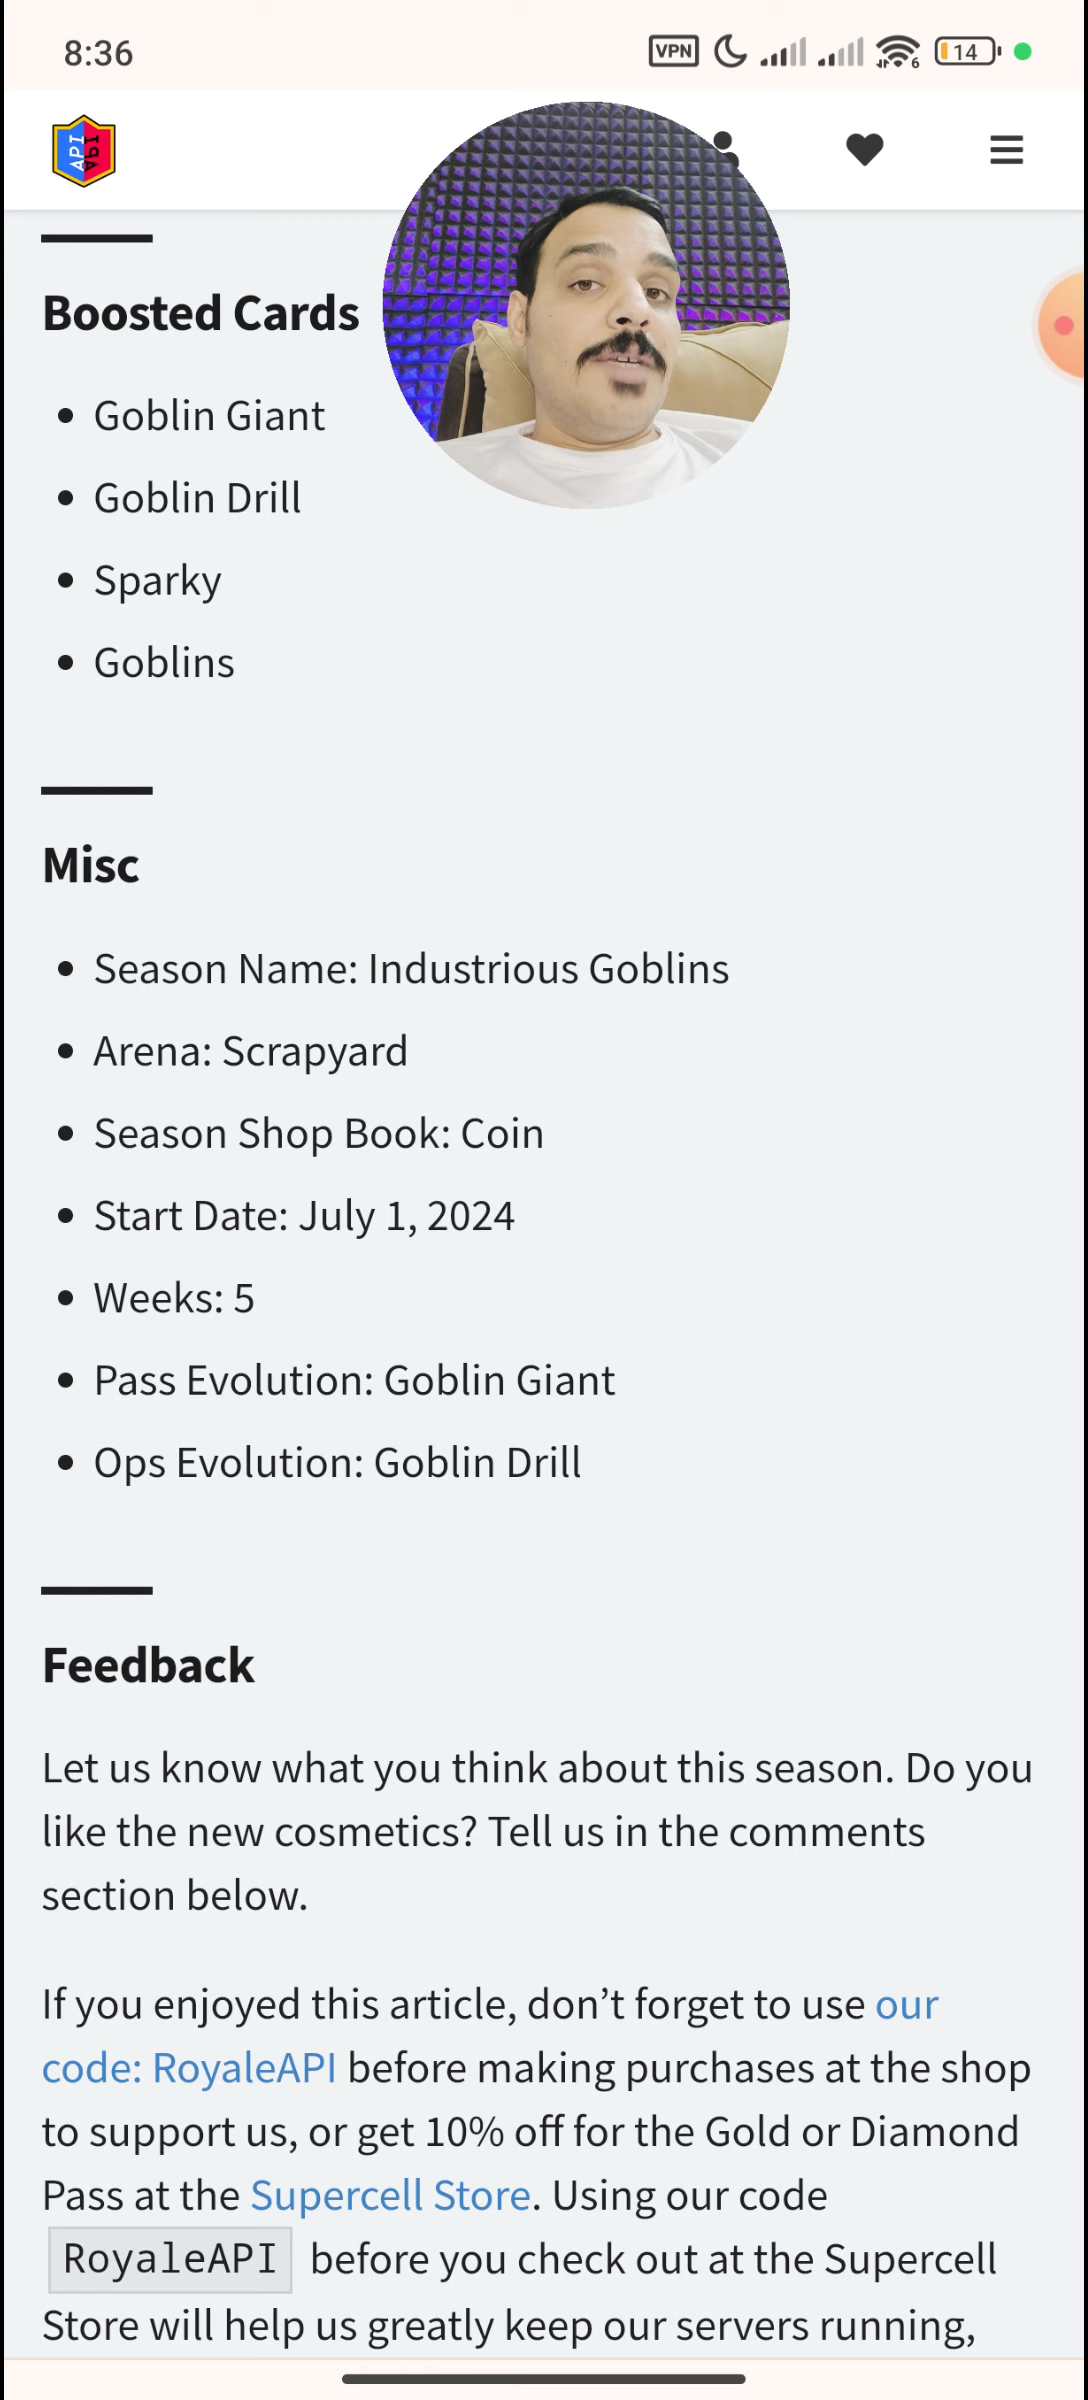 8:36
VPN
6
14
API
API
Boosted Cards
Goblin Giant
Goblin Drill
Sparky
Goblins
Misc
Season Name: Industrious Goblins
Arena: Scrapyard
Season Shop Book: Coin
Start Date: July 1, 2024
Weeks: 5
Pass Evolution: Goblin Giant
Ops Evolution: Goblin Drill
Feedback
Let us know what you think about this season. Do you
like the new cosmetics? Tell us in the comments
section below.
If you enjoyed this article, don’t forget to use our
code: RoyaleAPI before making purchases at the shop
to support us, or get 10% off for the Gold or Diamond
Pass at the Supercell Store. Using our code
RoyaleAPI before you check out at the Supercell
Store will help us greatly keep our servers running,